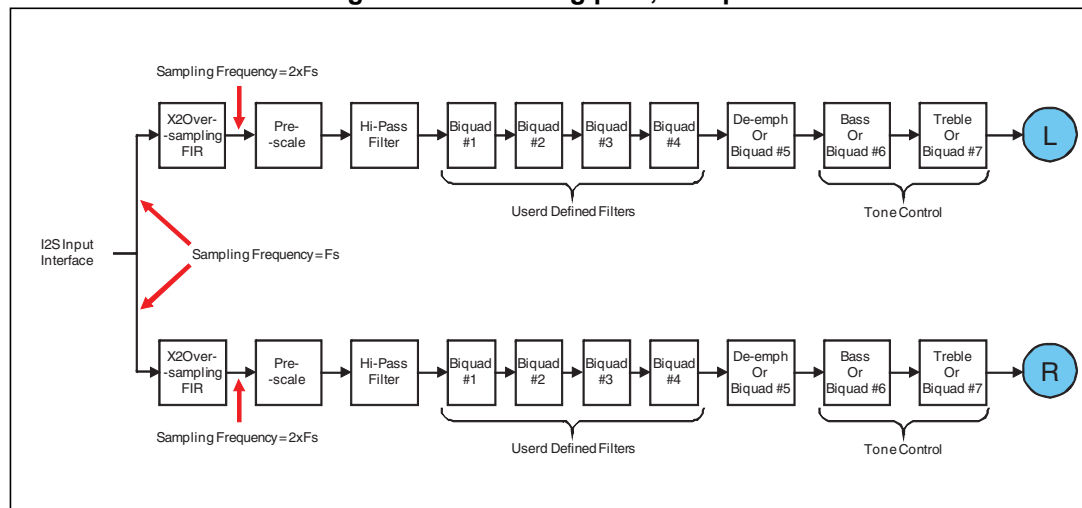 Sampling Frequency=2xFs
X2Over-
-sampling
FIR
Pre-
-scale
Hi-Pass
Filter
Biquad
#1
Biquad
#2
Biquad
#3
Biquad
#4
De-emph
Or
Biquad #5
Bass
Or
Biquad #6
Treble
Or
Biquad #7
L
Userd Defined Filters
Tone Control
I2S Input
Interface
Sampling Frequency=Fs
X2Over-
-sampling
FIR
Pre-
-scale
Hi-Pass
Filter
Biquad
#1
Biquad
#2
Biquad
#3
Biquad
#4
De-emph
Or
Biquad #5
Bass
Or
Biquad #6
Treble
Or
Biquad #7
R
Sampling Frequency=2xFs
Userd Defined Filters
Tone Control